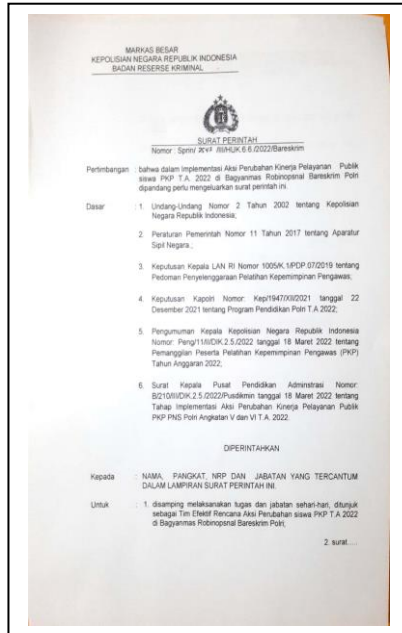 MARKAS BESAR
KEPOLISIAN NEGARA REPUBLIK INDONESIA
BADAN RESERSE KRIMINAL
SURAT PERINTAH
Nomor : Sprin/ /III/HUK.6.6./2022/Bareskrim
Pertimbangan : bahwa dalam Implementasi Aksi Perubahan Kinerja Pelayanan Publik
siswa PKP T.A. 2022 di Bagyanmas Robinopsnal Bareskrim Polri
dipandang perlu mengeluarkan surat perintah ini.
Dasar : 1. Undang-Undang Nomor 2 Tahun 2002 tentang Kepolisian
Negara Republik Indonesia;
2. Peraturan Pemerintah Nomor 11 Tahun 2017 tentang Aparatur
Sipil Negara.;
3. Keputusan Kepala LAN RI Nomor 1005/K.1/PDP.07/2019 tentang
Pedoman Penyelenggaraan Pelatihan Kepemimpinan Pengawas;
4. Keputusan Kapolri Nomor: Kep/1947/XII/2021 tanggal 22
Desember 2021 tentang Program Pendidikan Polri T.A 2022;
5. Pengumuman Kepala Kepolisian Negara Republik Indonesia
Nomor: Peng/11/III/DIK.2.5./2022 tanggal 18 Maret 2022 tentang
Pemanggilan Peserta Pelatihan Kepemimpinan Pengawas (PKP)
Tahun Anggaran 2022;
6. Surat Kepala Pusat Pendidikan Adminstrasi Nomor:
B/210/III/DIK.2.5./2022/Pusdikmin tanggal 18 Maret 2022 tentang
Tahap Implementasi Aksi Perubahan Kinerja Pelayanan Publik
PKP PNS Polri Angkatan V dan VI T.A. 2022.
DIPERINTAHKAN
Kepada : NAMA, PANGKAT, NRP DAN JABATAN YANG TERCANTUM
DALAM LAMPIRAN SURAT PERINTAH INI.
Untuk : 1. disamping melaksanakan tugas dan jabatan sehari-hari, ditunjuk
sebagai Tim Efektif Rencana Aksi Perubahan siswa PKP T.A 2022
di Bagyanmas Robinopsnal Bareskrim Polri;
2. surat.....